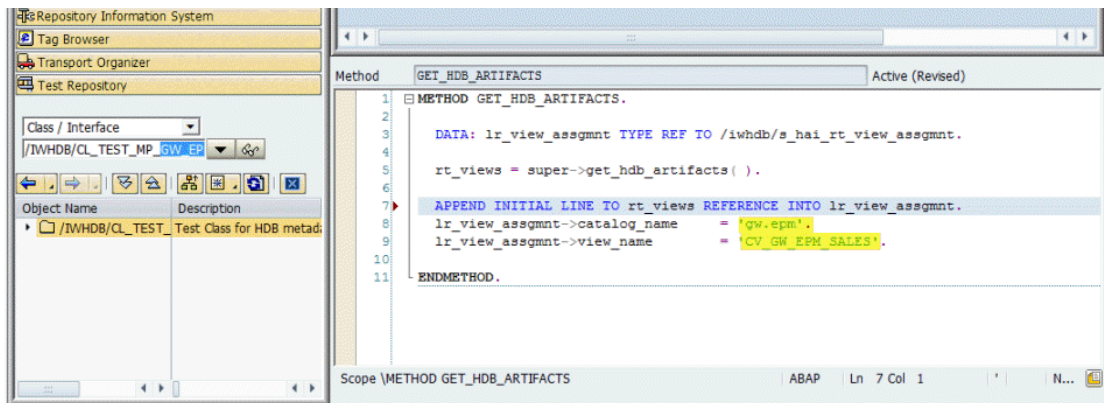 Repository Information System
Tag Browser
Transport Organizer
Test Repository
Class / Interface
/IWHDB/CL_TEST_MP_GW_EP
Object Name Description
/IWHDB/CL_TEST_ Test Class for HDB metad
Method GET_HDB_ARTIFACTS Active (Revised)
1 METHOD GET_HDB_ARTIFACTS.
2
3 DATA: lr_view_assgmnt TYPE REF TO /iwhdb/s_hai_rt_view_assgmnt.
4
5 rt_views = super->get_hdb_artifacts( ).
6
7 APPEND INITIAL LINE TO rt_views REFERENCE INTO lr_view_assgmnt.
8 lr_view_assgmnt->catalog_name = 'gw.epm'.
9 lr_view_assgmnt->view_name = 'CV_GW_EPM_SALES'.
10
11 ENDMETHOD.
Scope \METHOD GET_HDB_ARTIFACTS ABAP Ln 7 Col 1 N...